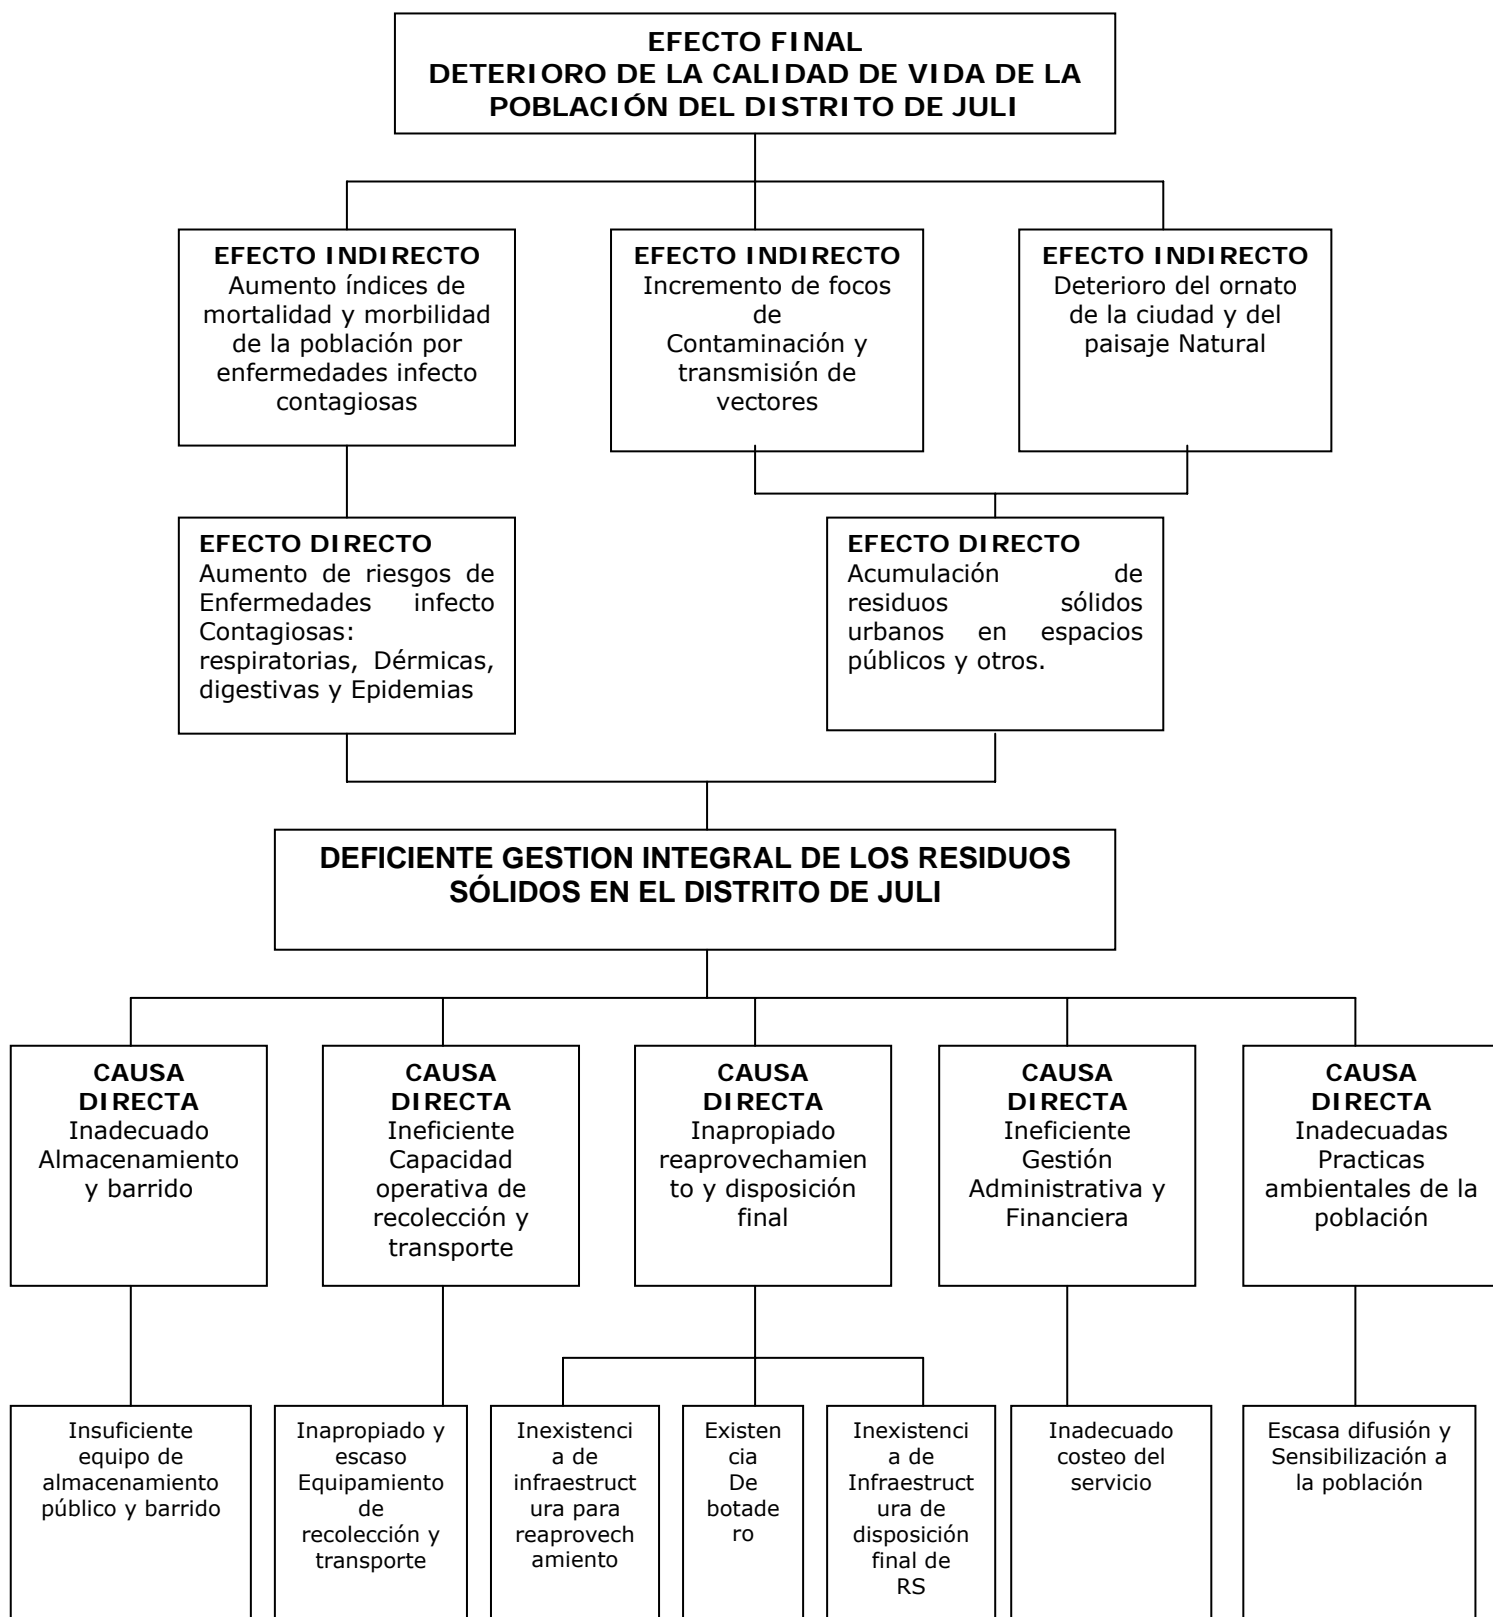 EFECTO FINAL
DETERIORO DE LA CALIDAD DE VIDA DE LA
POBLACIÓN DEL DISTRITO DE JULI
EFECTO INDIRECTO
Aumento índices de
mortalidad y morbilidad
de la población por
enfermedades infecto
contagiosas
EFECTO INDIRECTO
Incremento de focos
de
Contaminación y
transmisión de
vectores
EFECTO INDIRECTO
Deterioro del ornato
de la ciudad y del
paisaje Natural
EFECTO DIRECTO
Aumento de riesgos de
Enfermedades infecto
Contagiosas:
respiratorias, Dérmicas,
digestivas y Epidemias
EFECTO DIRECTO
Acumulación de
residuos sólidos
urbanos en espacios
públicos y otros.
DEFICIENTE GESTION INTEGRAL DE LOS RESIDUOS
SÓLIDOS EN EL DISTRITO DE JULI
CAUSA
DIRECTA
Inadecuado
Almacenamiento
y barrido
CAUSA
DIRECTA
Ineficiente
Capacidad
operativa de
recolección y
transporte
CAUSA
DIRECTA
Inapropiado
reaprovechamien
to y disposición
final
CAUSA
DIRECTA
Ineficiente
Gestión
Administrativa y
Financiera
CAUSA
DIRECTA
Inadecuadas
Practicas
ambientales de la
población
Insuficiente
equipo de
almacenamiento
público y barrido
Inapropiado y
escaso
Equipamiento
de
recolección y
transporte
Inexistenci
a de
infraestruct
ura para
reaprovech
amiento
Existen
cia
De
botade
ro
Inexistenci
a de
Infraestruct
ura de
disposición
final de
RS
Inadecuado
costeo del
servicio
Escasa difusión y
Sensibilización a
la población